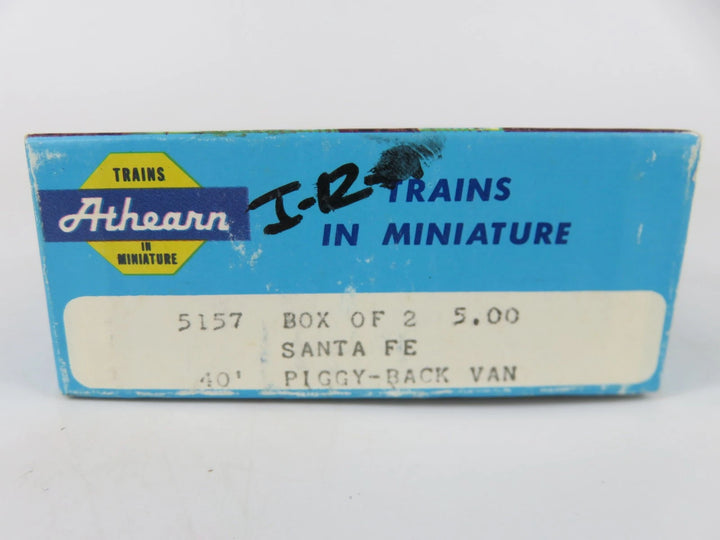 TRAINS
Athearn
IN
MINIATURE
I-R-
TRAINS
IN MINIATURE
5157 BOX OF 2 5.00
SANTA FE
40' PIGGY-BACK VAN